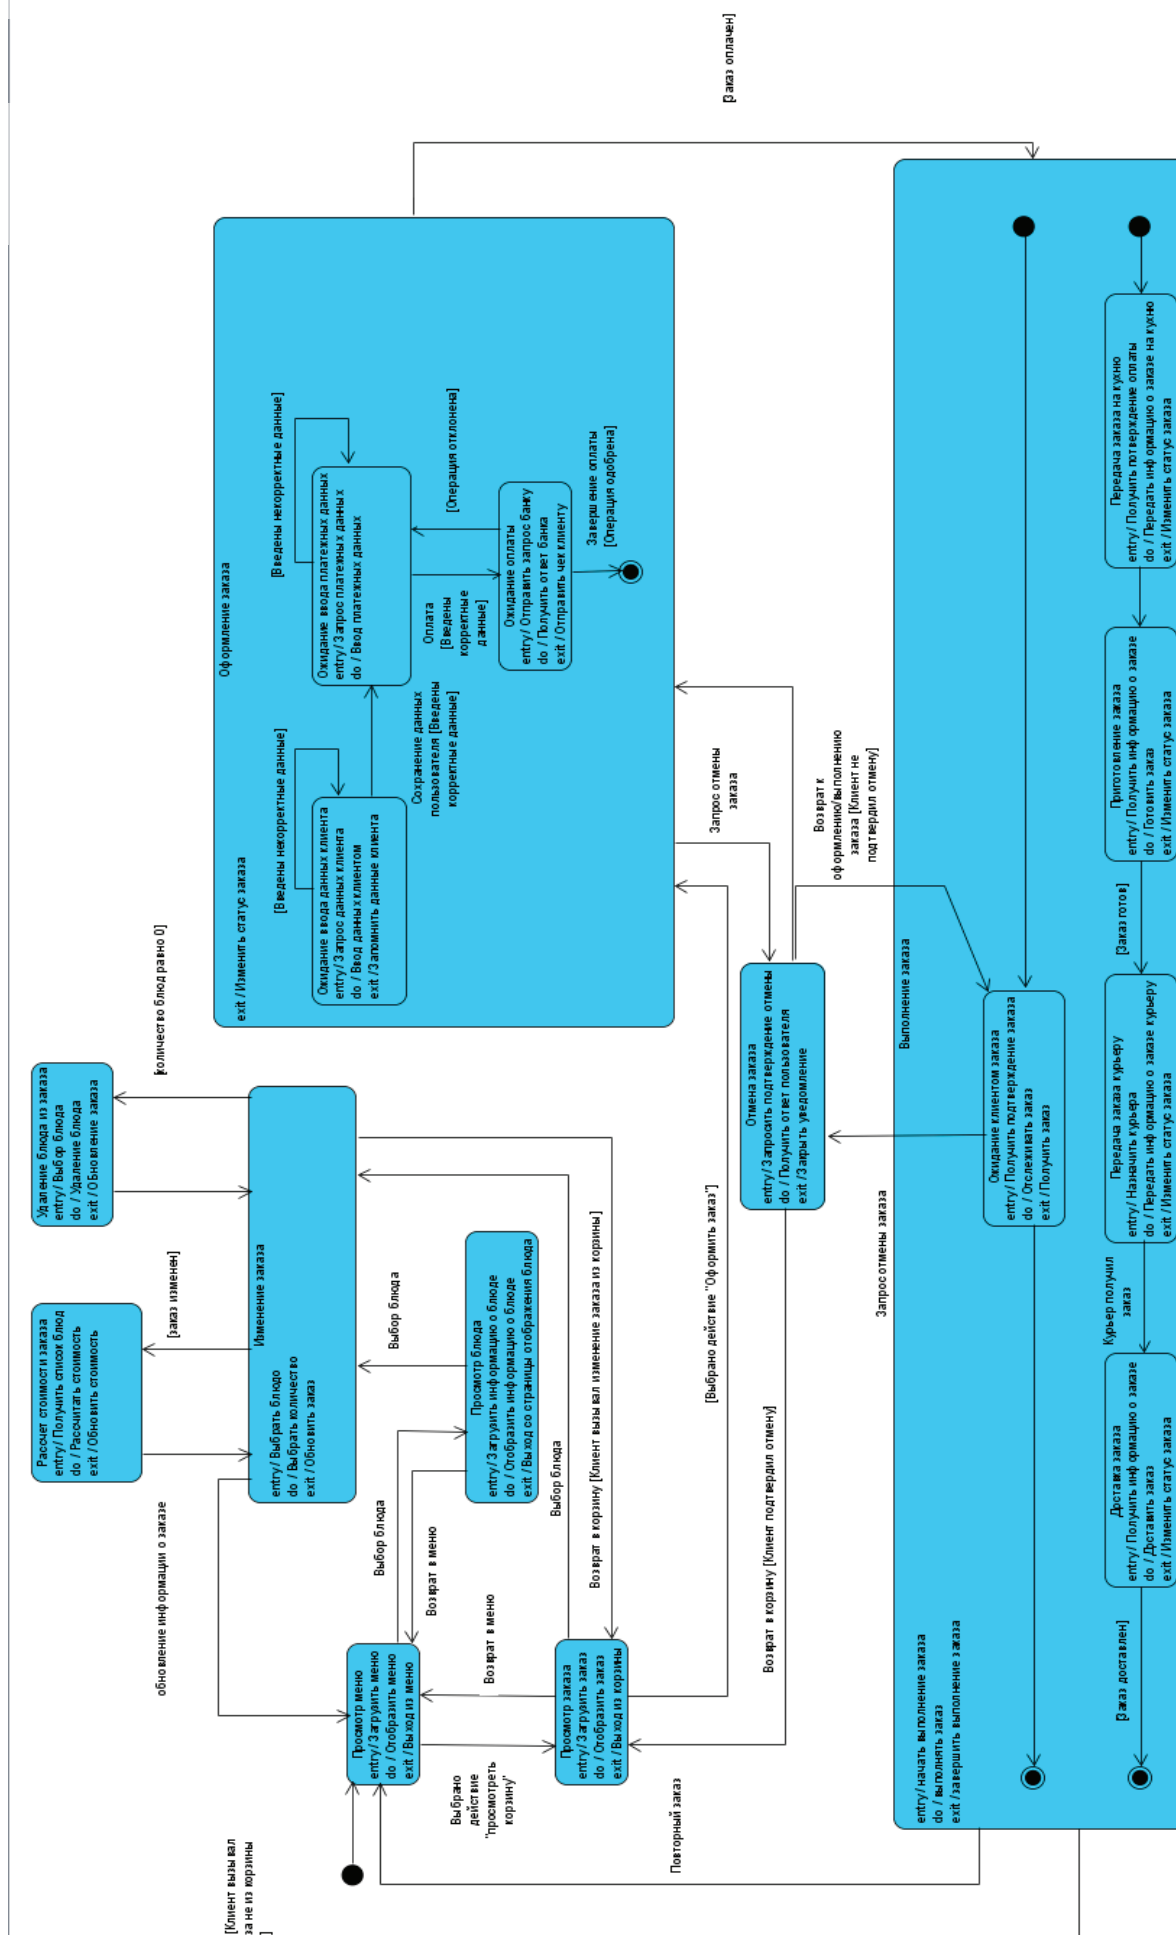 [Заказ оплачен]
Оформление заказа
exit / Изменить статус заказа
[Введены некорректные данные]
Ожидание ввода данных клиента
entry / Запрос данных клиента
do / Ввод данных клиентом
exit / Запомнить данные клиента
Сохранение данных
пользователя [Введены
корректные данные]
[Введены некорректные данные]
Ожидание ввода платежных данных
entry / Запрос платежных данных
do / Ввод платежных данных
Оплата
[Введены
корректные
данные]
[Операция отклонена]
Ожидание оплаты
entry / Отправить запрос банку
do / Получить ответ банка
exit / Отправить чек клиенту
Завершение оплаты
[Операция одобрена]
Удаление блюда из заказа
entry / Выбор блюда
do / Удаление блюда
exit / Обновление заказа
[количество блюд равно 0]
Рассчет стоимости заказа
entry / Получить список блюд
do / Рассчитать стоимость
exit / Обновить стоимость
[заказ изменен]
Изменение заказа
entry / Выбрать блюдо
do / Выбрать количество
exit / Обновить заказ
обновление информации о заказе
[Клиент вызывал
за не из корзины
]
Выбор блюда
Просмотр блюда
entry / Загрузить информацию о блюде
do / Отобразить информацию о блюде
exit / Выход со страницы отображения блюда
Выбор блюда
Возврат в меню
Выбор блюда
Возврат в корзину [Клиент вызывал изменение заказа из корзины]
Просмотр меню
entry / Загрузить меню
do / Отобразить меню
exit / Выход из меню
Возврат в меню
Выбрано
действие
"просмотреть
корзину"
Просмотр заказа
entry / Загрузить заказ
do / Отобразить заказ
exit / Выход из корзины
Повторный заказ
[Выбрано действие "Оформить заказ"]
Возврат в корзину [Клиент подтвердил отмену]
Запрос отмены
заказа
Отмена заказа
entry / Запросить подтверждение отмены
do / Получить ответ пользователя
exit / Закрыть уведомление
Возврат к
оформлению/выполнению
заказа [Клиент не
подтвердил отмену]
Запрос отмены заказа
Выполнение заказа
entry / начать выполнение заказа
do / выполнять заказ
exit / завершить выполнение заказа
Ожидание клиентом заказа
entry / Получить подтверждение заказа
do / Отслеживать заказ
exit / Получить заказ
Передача заказа на кухню
entry / Получить потверждение оплаты
do / Передать информацию о заказе на кухню
exit / Изменить статус заказа
Приготовление заказа
entry / Получить информацию о заказе
do / Готовить заказ
exit / Изменить статус заказа
[Заказ готов]
Передача заказа курьеру
entry / Назначить курьера
do / Передать информацию о заказе курьеру
exit / Изменить статус заказа
Курьер получил
заказ
Доставка заказа
entry / Получить информацию о заказе
do / Доставить заказ
exit / Изменить статус заказа
[Заказ доставлен]